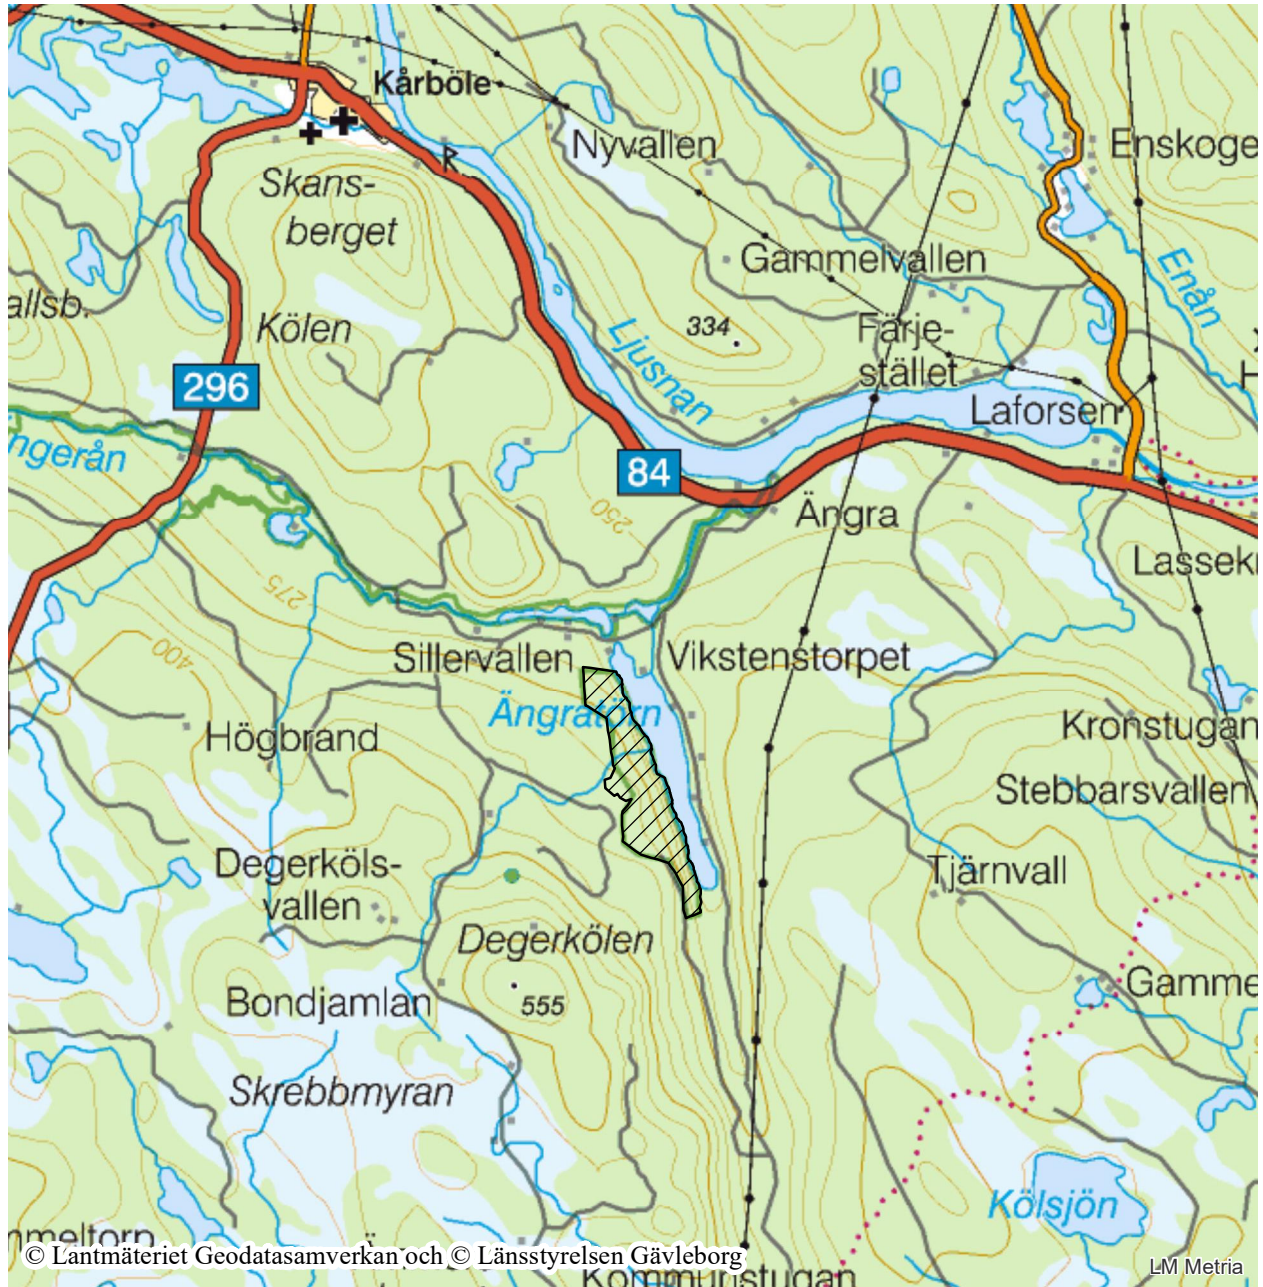 Kårböle
Nyvallen
Enskoge
Skans-
berget
Gammelvallen
Enån
allsb.
Kölen
Ljusnan
334
Färje-
stället
296
Laforsen
H
ngerån
84
250
Ängra
Lassek
275
400
Sillervallen
Vikstenstorpet
Ängratörn
Högbrand
Kronstugan
Stebbarsvallen
Degerköls-
vallen
Tjärnvall
Degerkölen
Bondjamlan
555
Gamme
Skrebbmyran
Kölsjön
mmeltorp
© Lantmäteriet Geodatasamverkan och © Länsstyrelsen Gävleborg
LM Metria
Kommunstugan